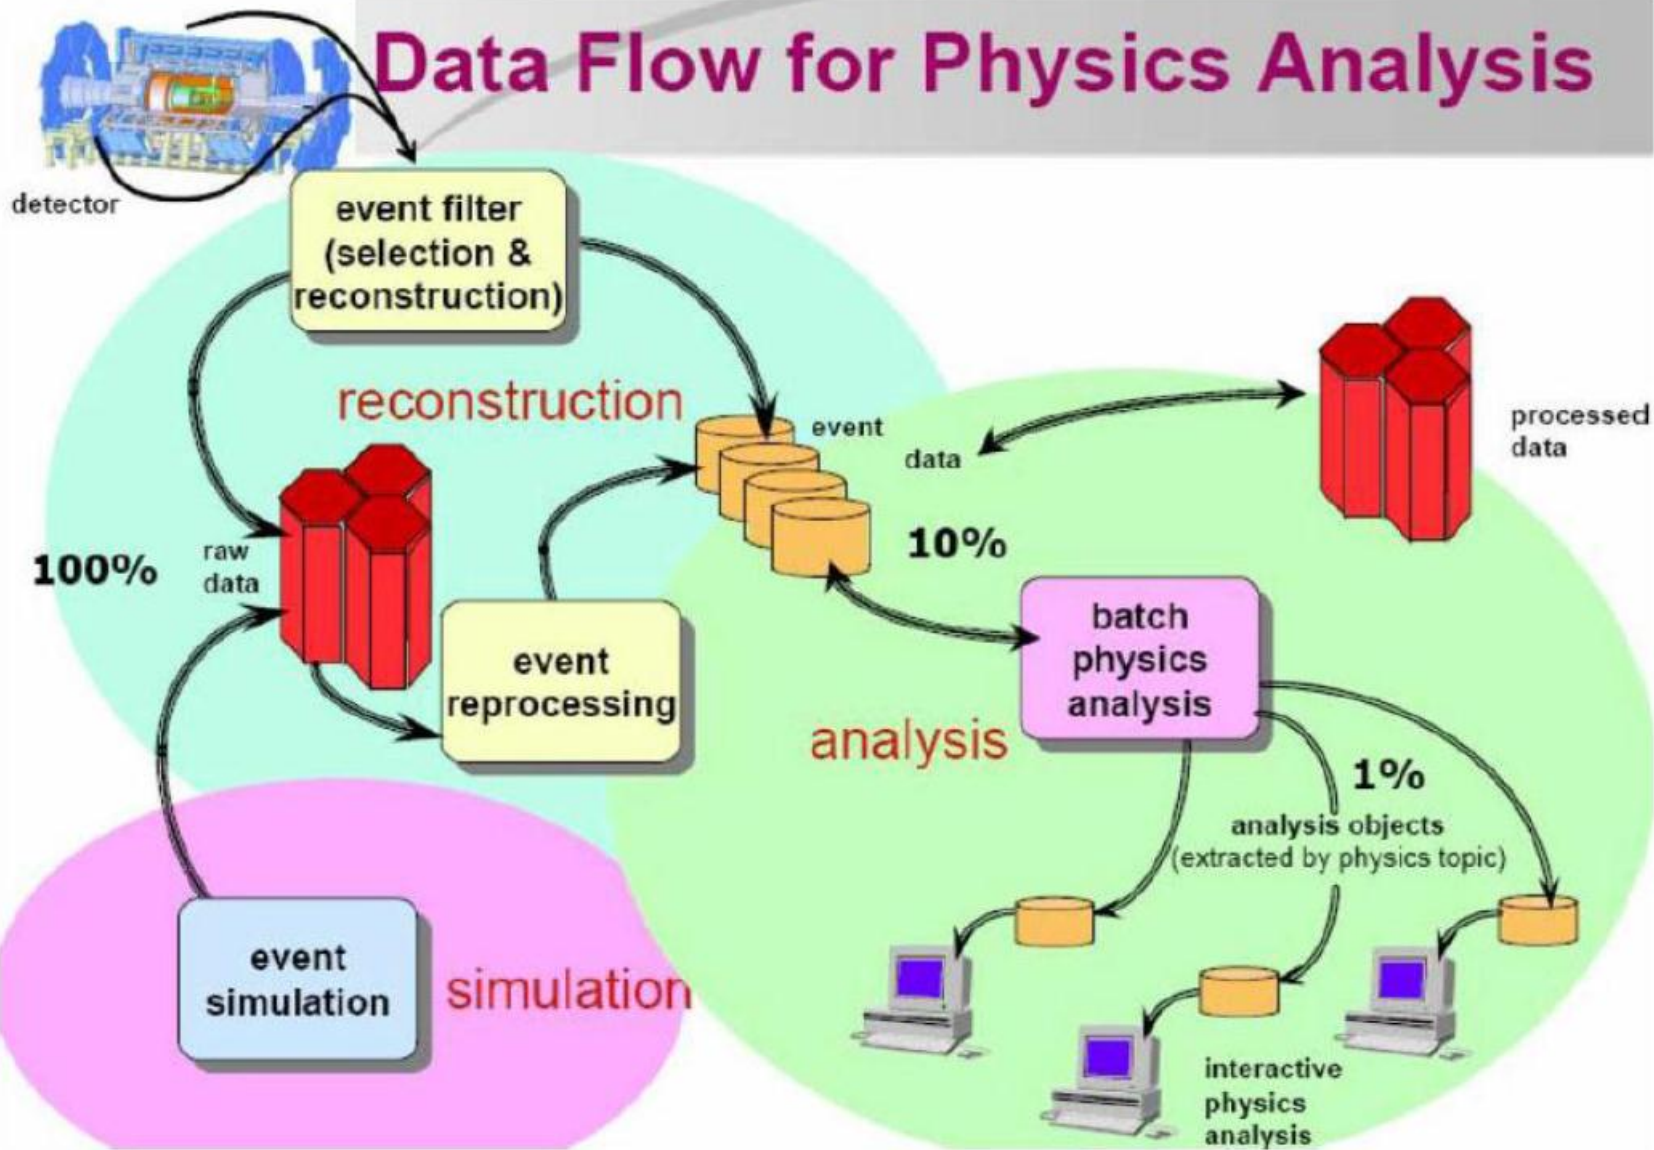 Data Flow for Physics Analysis
detector
event filter
(selection &
reconstruction)
reconstruction
event
data
processed
data
100%
raw
data
10%
event
reprocessing
batch
physics
analysis
analysis
1%
analysis objects
(extracted by physics topic)
event
simulation
simulation
interactive
physics
analysis